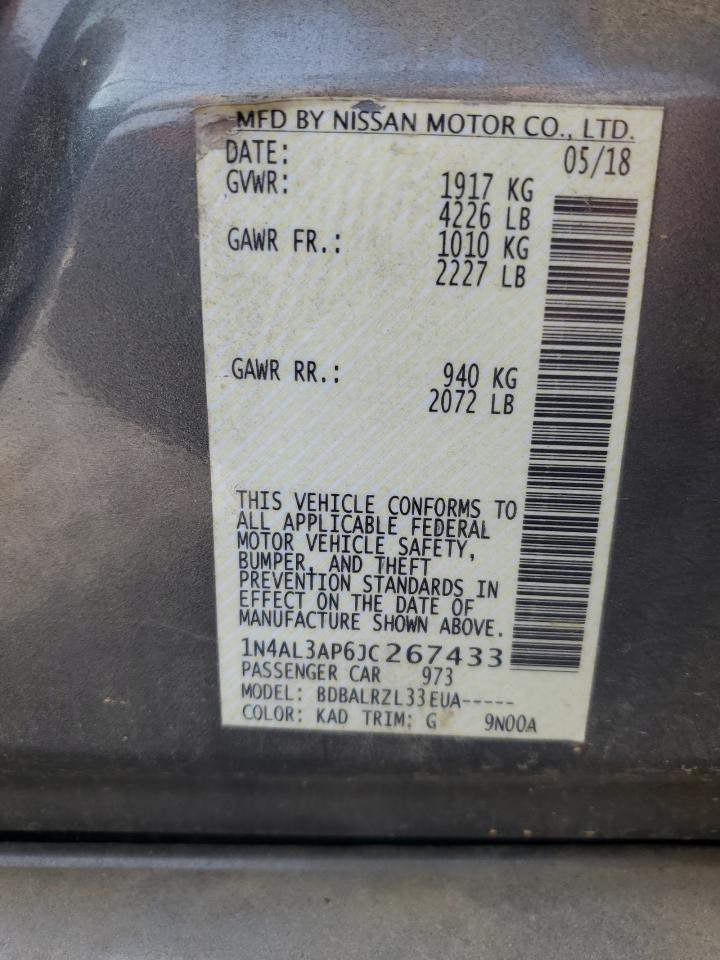 MFD BY NISSAN MOTOR CO., LTD.
DATE: 05/18
GVWR: 1917 KG
4226 LB
GAWR FR.: 1010 KG
2227 LB
GAWR RR.: 940 KG
2072 LB
THIS VEHICLE CONFORMS TO
ALL APPLICABLE FEDERAL
MOTOR VEHICLE SAFETY,
BUMPER, AND THEFT
PREVENTION STANDARDS IN
EFFECT ON THE DATE OF
MANUFACTURE SHOWN ABOVE.
1N4AL3AP6JC267433
PASSENGER CAR 973
MODEL: BDBALRZL33EUA-----
COLOR: KAD TRIM: G 9N00A